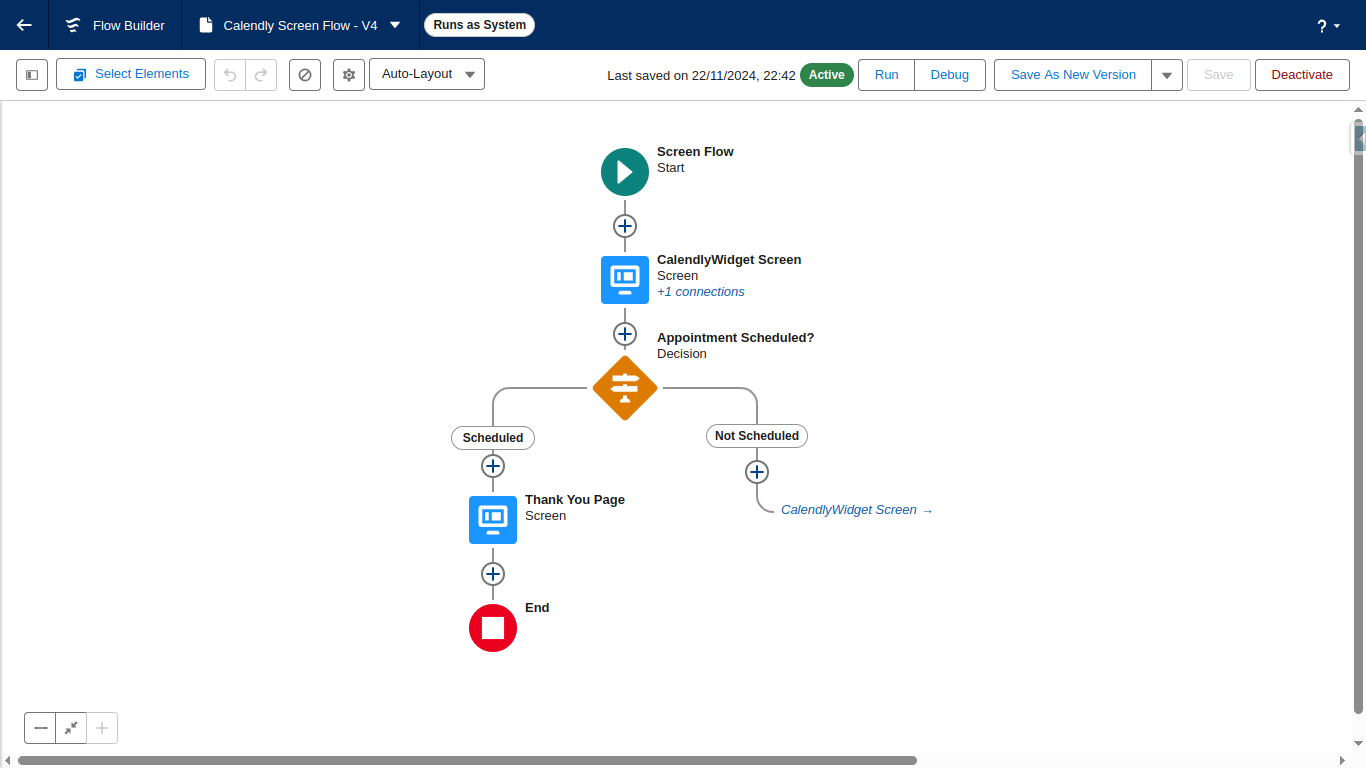 Flow Builder
Calendly Screen Flow - V4
Runs as System
?
Select Elements
Auto-Layout
Last saved on 22/11/2024, 22:42
Active
Run
Debug
Save As New Version
Save
Deactivate
Screen Flow
Start
CalendlyWidget Screen
Screen
+1 connections
Appointment Scheduled?
Decision
Scheduled
Not Scheduled
Thank You Page
Screen
CalendlyWidget Screen →
End